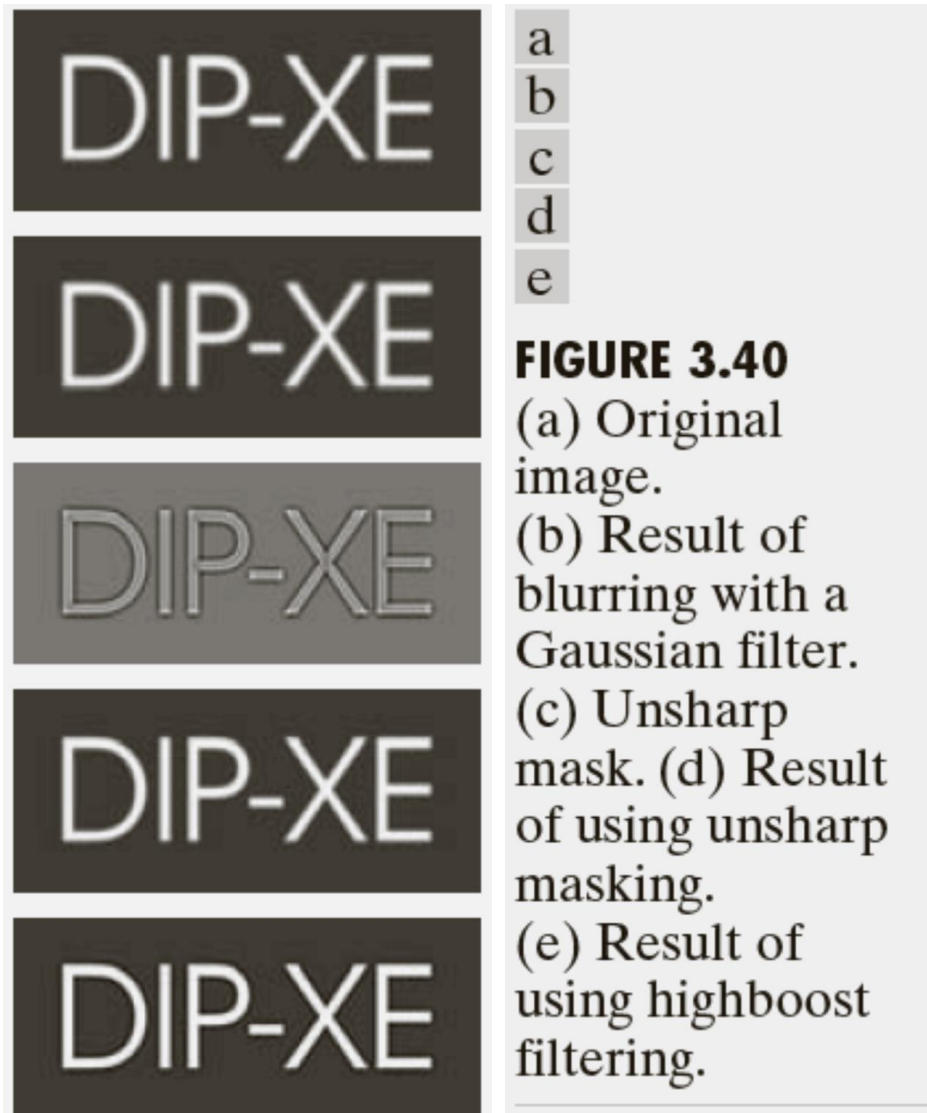 DIP-XE
DIP-XE
DIP-XE
DIP-XE
DIP-XE
a
b
c
d
e
FIGURE 3.40
(a) Original
image.
(b) Result of
blurring with a
Gaussian filter.
(c) Unsharp
mask. (d) Result
of using unsharp
masking.
(e) Result of
using highboost
filtering.